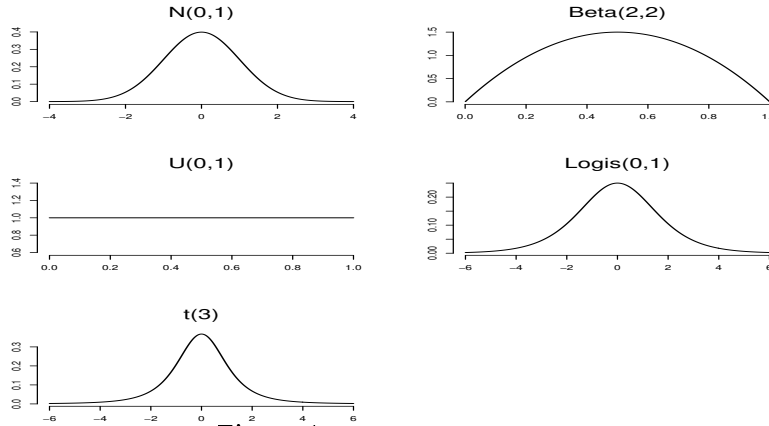 N(0,1)
0.0 0.1 0.2 0.3 0.4
−4 −2 0 2 4
Beta(2,2)
0.0 0.5 1.0 1.5
0.0 0.2 0.4 0.6 0.8
U(0,1)
0.6 0.8 1.0 1.2 1.4
0.0 0.2 0.4 0.6 0.8 1.0
Logis(0,1)
0.00 0.10 0.20
−6 −4 −2 0 2 4 6
t(3)
0.0 0.1 0.2 0.3
−6 −4 −2 0 2 4 6